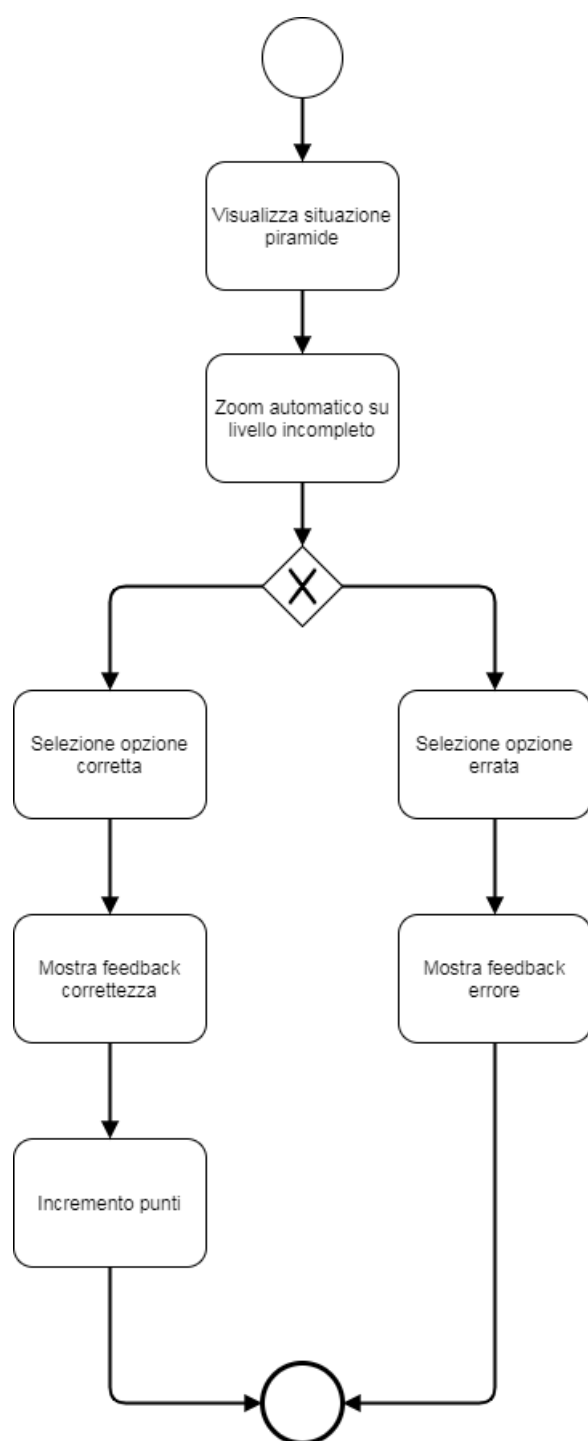 Visualizza situazione
piramide
Zoom automatico su
livello incompleto
X
Selezione opzione
corretta
Selezione opzione
errata
Mostra feedback
correttezza
Mostra feedback
errore
Incremento punti